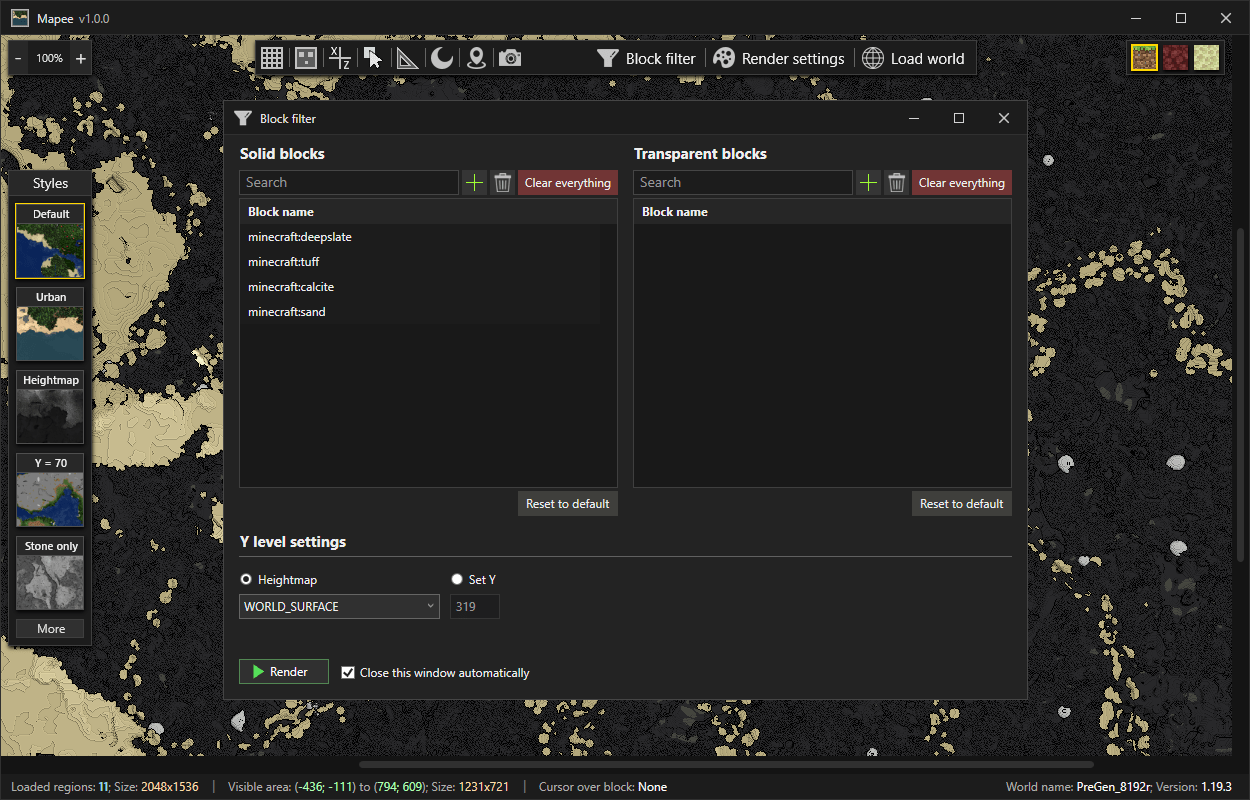 Mapee v1.0.0
- 100% +
X Z
Block filter
Render settings
Load world
Styles
Default
Urban
Heightmap
Y = 70
Stone only
More
Block filter
Solid blocks
Search
Clear everything
Block name
minecraft:deepslate
minecraft:tuff
minecraft:calcite
minecraft:sand
Reset to default
Transparent blocks
Search
Clear everything
Block name
Reset to default
Y level settings
Heightmap
Set Y
WORLD_SURFACE
319
Render
Close this window automatically
Loaded regions: 11; Size: 2048x1536 | Visible area: (-436; -111) to (794; 609); Size: 1231x721 | Cursor over block: None
World name: PreGen_8192r; Version: 1.19.3